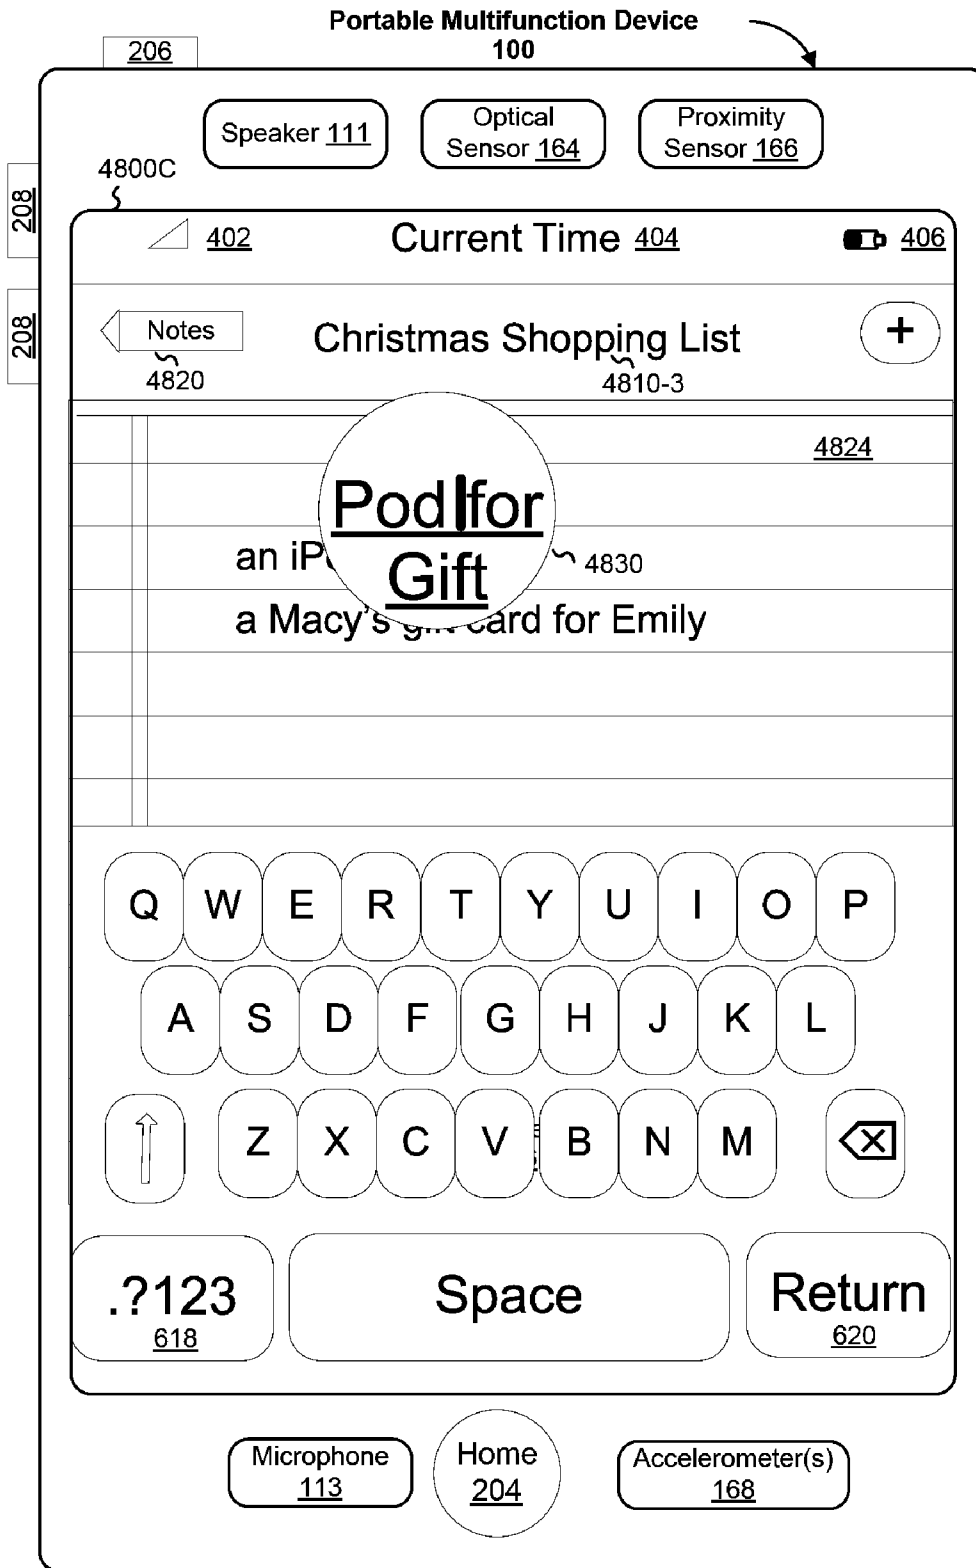 Portable Multifunction Device
100
206
Speaker 111
Optical
Sensor 164
Proximity
Sensor 166
208
208
4800C
402
Current Time 404
406
Notes
4820
Christmas Shopping List
4810-3
+
4824
Pod for
Gift
4830
an iP
a Macy's gift card for Emily
Q W E R T Y U I O P
A S D F G H J K L
Z X C V B N M
.?123
618
Space
Return
620
Microphone
113
Home
204
Accelerometer(s)
168